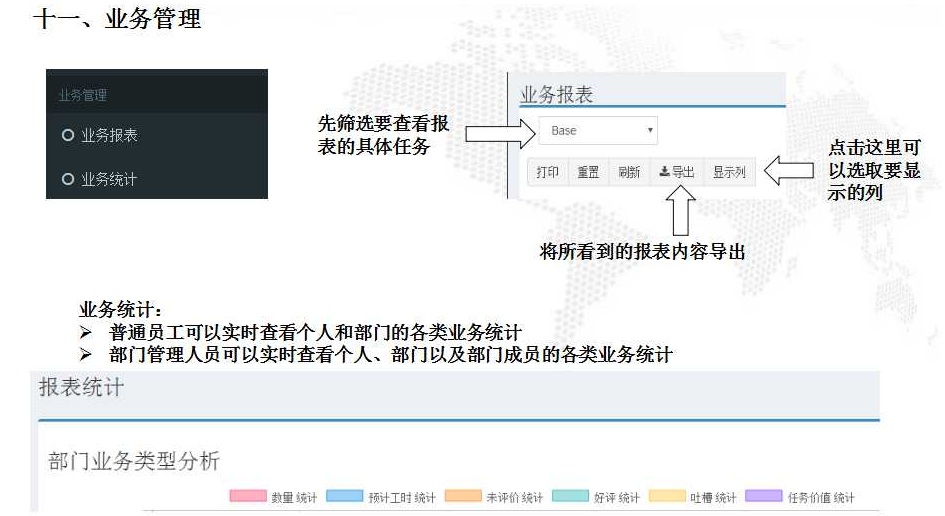 十一、业务管理
业务管理
业务报表
业务统计
先筛选要查看报
表的具体任务
业务报表
Base
打印 重置 刷新 导出 显示列
点击这里可
以选取要显
示的列
将所看到的报表内容导出
业务统计：
普通员工可以实时查看个人和部门的各类业务统计
部门管理人员可以实时查看个人、部门以及部门成员的各类业务统计
报表统计
部门业务类型分析
数量 统计 预计工时 统计 未评价 统计 好评 统计 吐槽 统计 任务价值 统计